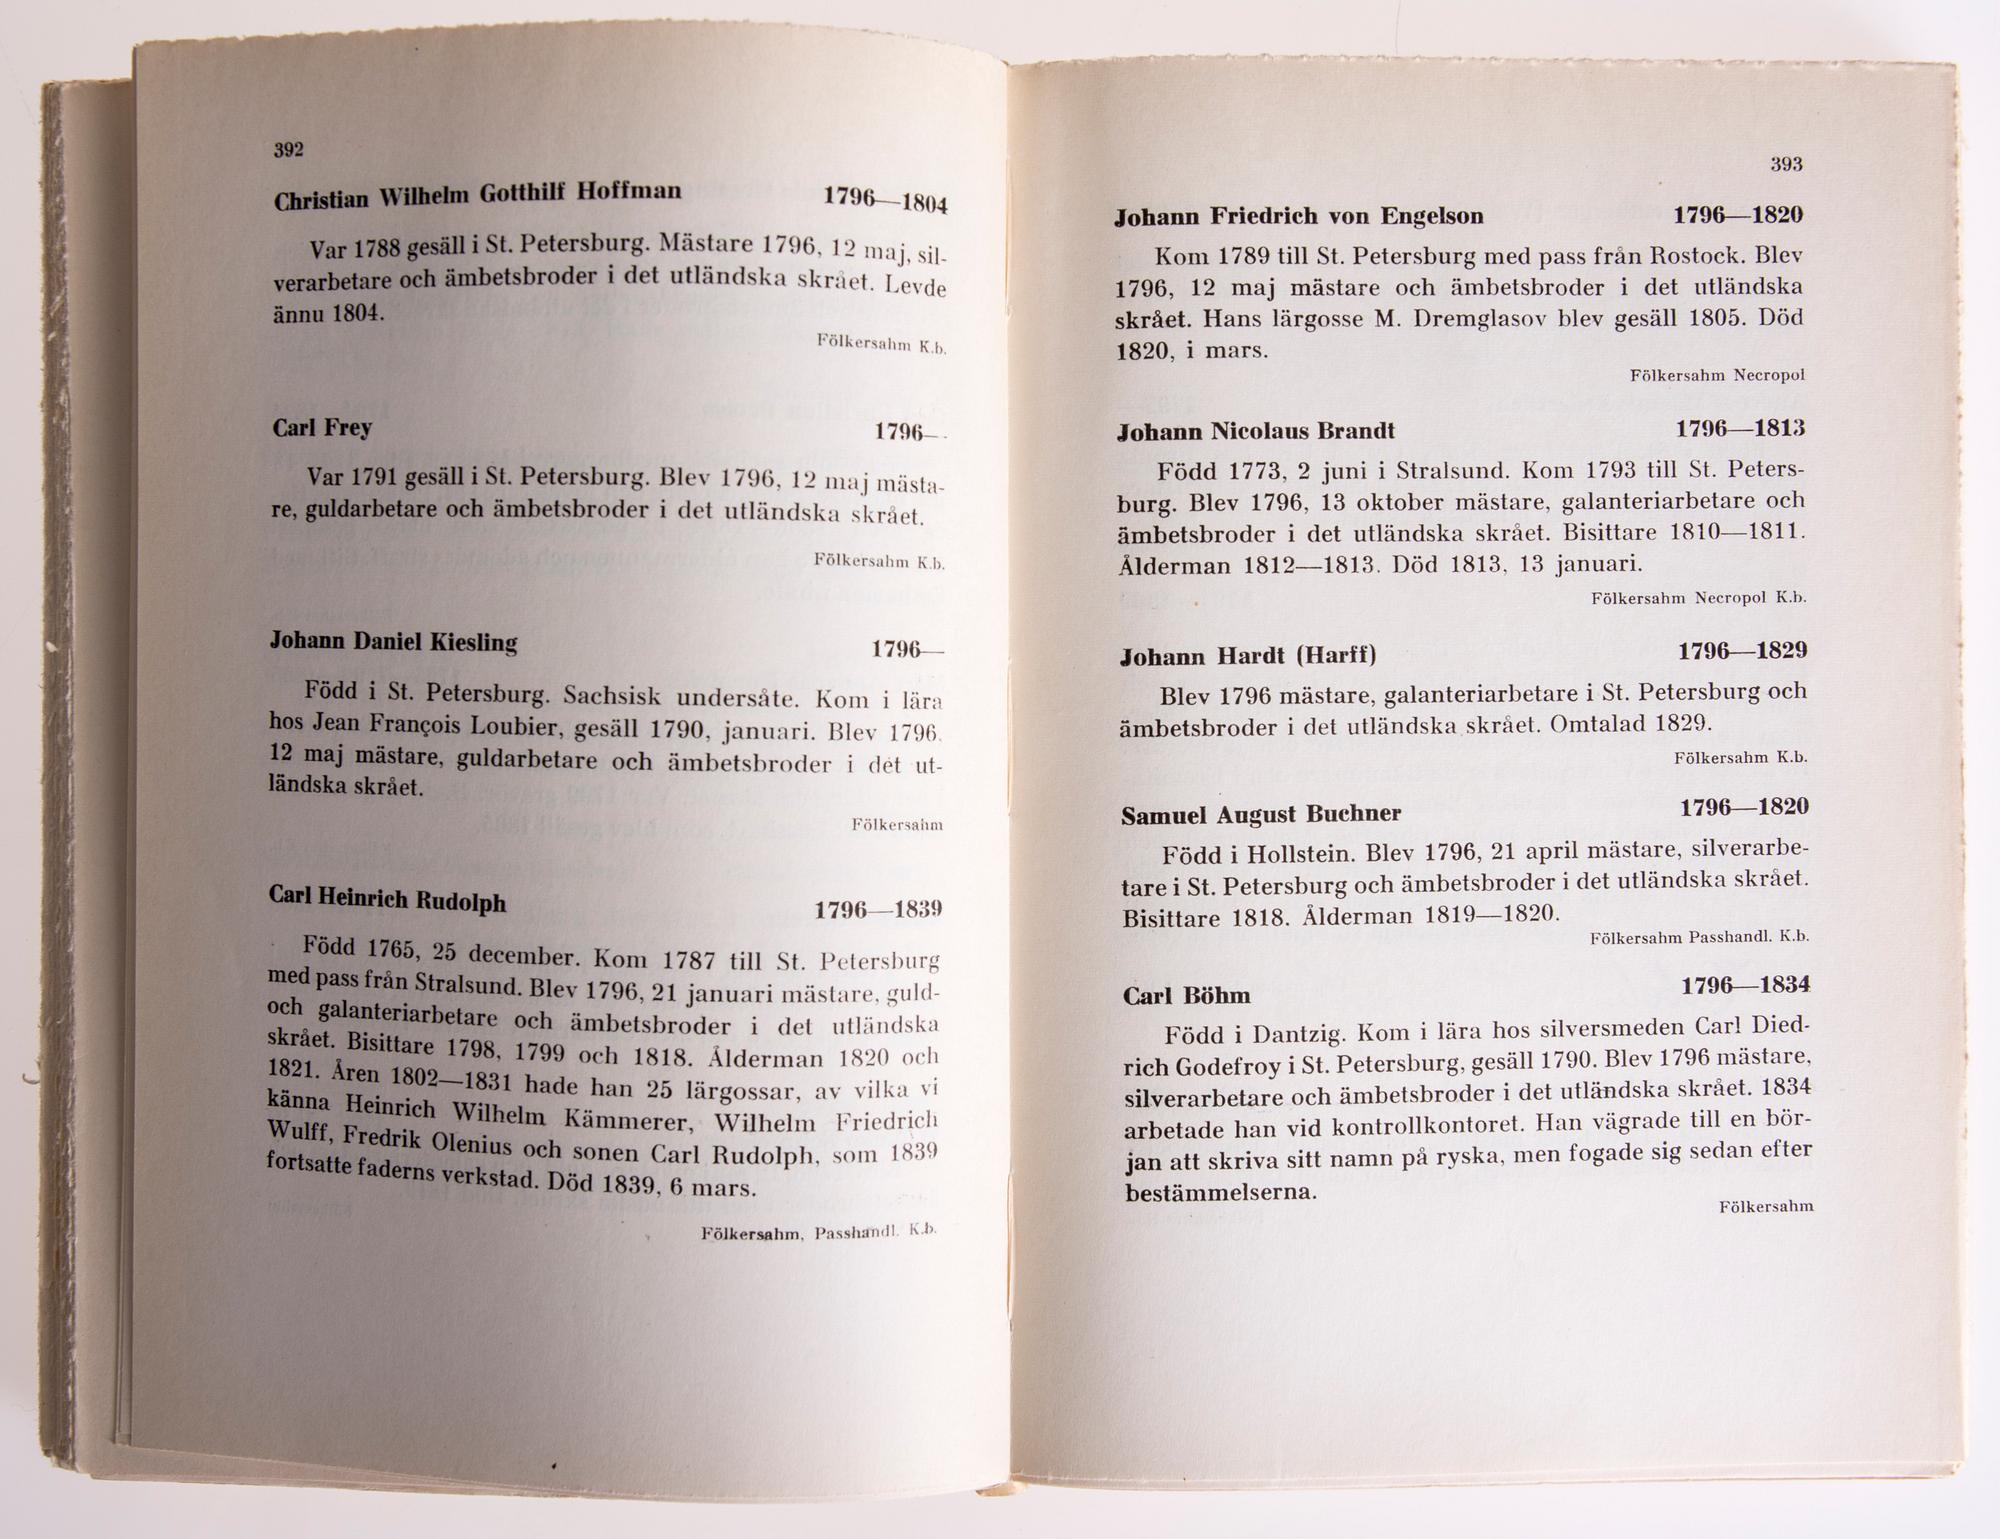 392
Christian Wilhelm Gotthilf Hoffman 1796—1804
Var 1788 gesäll i St. Petersburg. Mästare 1796, 12 maj, sil-
verarbetare och ämbetsbroder i det utländska skrået. Levde
ännu 1804.
Fölkersahm K.b.
Carl Frey 1796—
Var 1791 gesäll i St. Petersburg. Blev 1796, 12 maj mästa-
re, guldarbetare och ämbetsbroder i det utländska skrået.
Fölkersahm K.b.
Johann Daniel Kiesling 1796—
Född i St. Petersburg. Sachsisk undersåte. Kom i lära
hos Jean François Loubier, gesäll 1790, januari. Blev 1796,
12 maj mästare, guldarbetare och ämbetsbroder i det ut-
ländska skrået.
Fölkersahm
Carl Heinrich Rudolph 1796—1839
Född 1765, 25 december. Kom 1787 till St. Petersburg
med pass från Stralsund. Blev 1796, 21 januari mästare, guld-
och galanteriarbetare och ämbetsbroder i det utländska
skrået. Bisittare 1798, 1799 och 1818. Ålderman 1820 och
1821. Åren 1802—1831 hade han 25 lärgossar, av vilka vi
känna Heinrich Wilhelm Kämmerer, Wilhelm Friedrich
Wulff, Fredrik Olenius och sonen Carl Rudolph, som 1839
fortsatte faderns verkstad. Död 1839, 6 mars.
Fölkersahm, Passhandl. K.b.
393
Johann Friedrich von Engelson 1796—1820
Kom 1789 till St. Petersburg med pass från Rostock. Blev
1796, 12 maj mästare och ämbetsbroder i det utländska
skrået. Hans lärgosse M. Dremglasov blev gesäll 1805. Död
1820, i mars.
Fölkersahm Necropol
Johann Nicolaus Brandt 1796—1813
Född 1773, 2 juni i Stralsund. Kom 1793 till St. Peters-
burg. Blev 1796, 13 oktober mästare, galanteriarbetare och
ämbetsbroder i det utländska skrået. Bisittare 1810—1811.
Ålderman 1812—1813. Död 1813, 13 januari.
Fölkersahm Necropol K.b.
Johann Hardt (Harff) 1796—1829
Blev 1796 mästare, galanteriarbetare i St. Petersburg och
ämbetsbroder i det utländska skrået. Omtalad 1829.
Fölkersahm K.b.
Samuel August Buchner 1796—1820
Född i Hollstein. Blev 1796, 21 april mästare, silverarbe-
tare i St. Petersburg och ämbetsbroder i det utländska skrået.
Bisittare 1818. Ålderman 1819—1820.
Fölkersahm Passhandl. K.b.
Carl Böhm 1796—1834
Född i Dantzig. Kom i lära hos silversmeden Carl Died-
rich Godefroy i St. Petersburg, gesäll 1790. Blev 1796 mästare,
silverarbetare och ämbetsbroder i det utländska skrået. 1834
arbetade han vid kontrollkontoret. Han vägrade till en bör-
jan att skriva sitt namn på ryska, men fogade sig sedan efter
bestämmelserna.
Fölkersahm